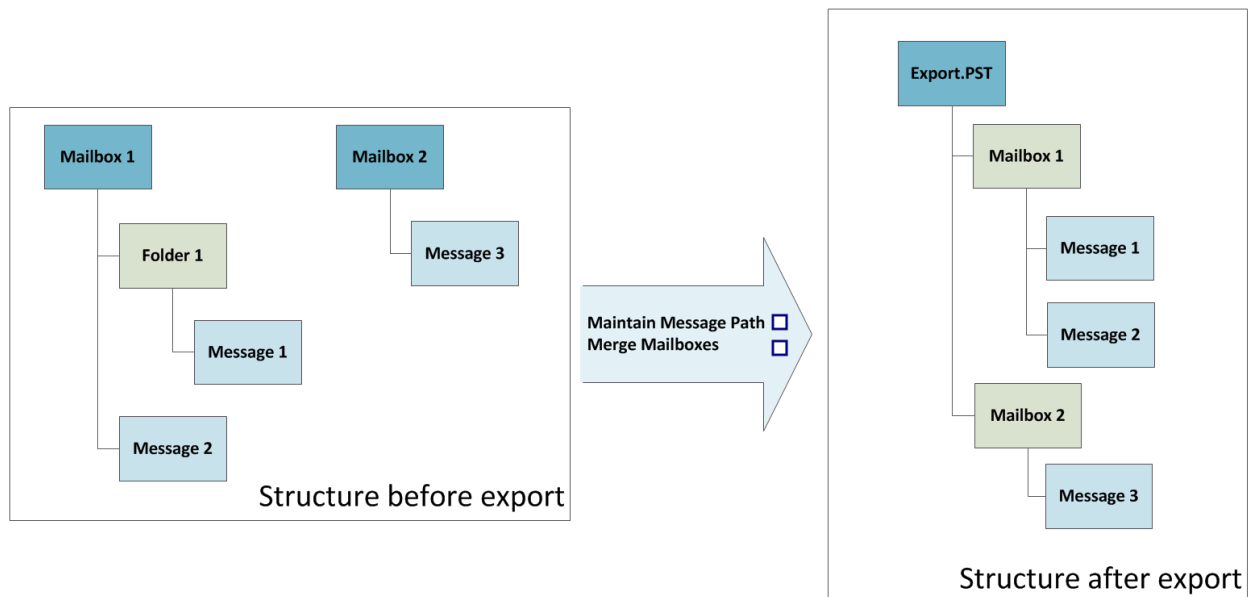 Mailbox 1
Mailbox 2
Folder 1
Message 3
Message 1
Message 2
Structure before export
Maintain Message Path
Merge Mailboxes
Export.PST
Mailbox 1
Message 1
Message 2
Mailbox 2
Message 3
Structure after export